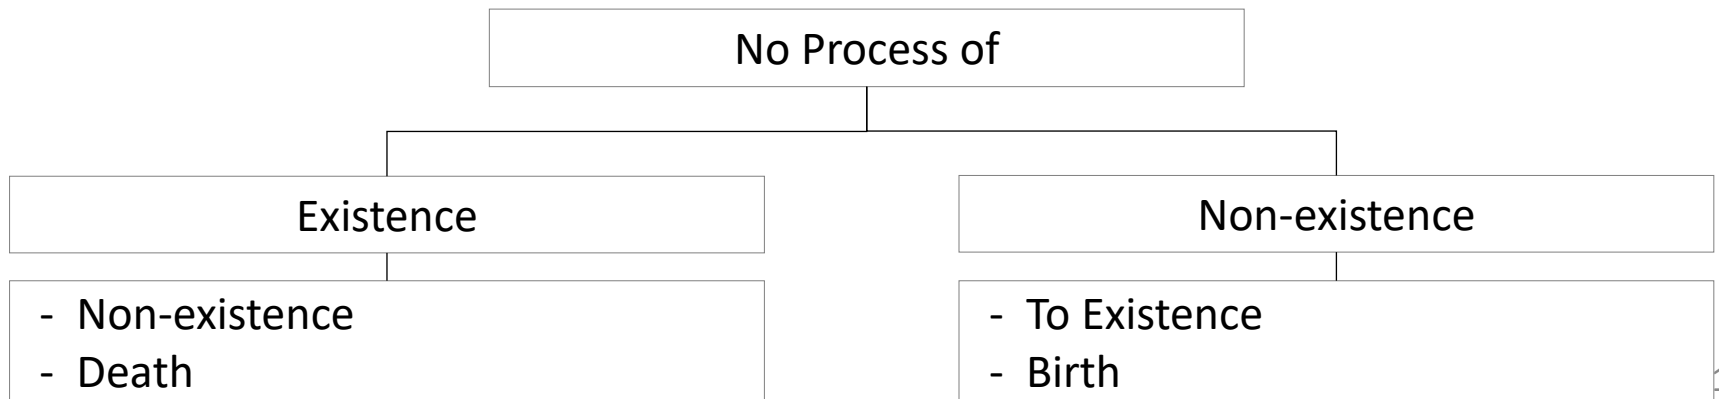 No Process of
Existence
Non-existence
- Non-existence
- Death
- To Existence
- Birth